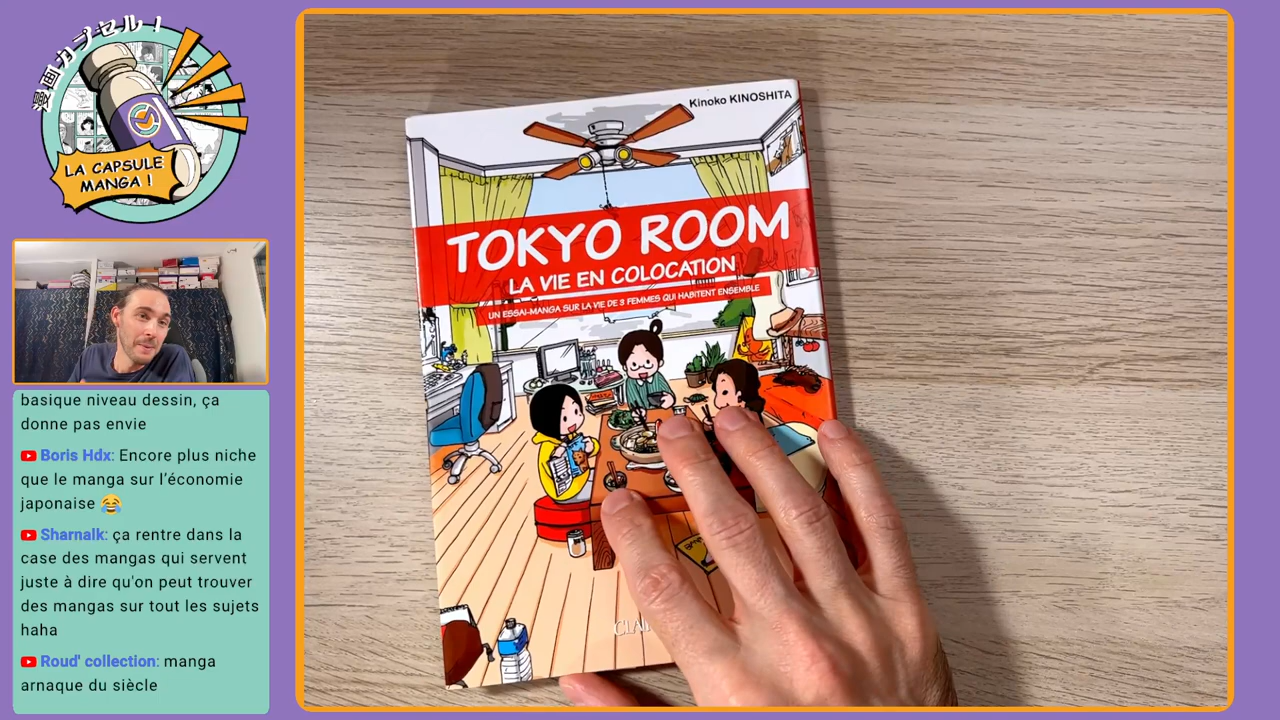 漫画カプセル!
LA CAPSULE
MANGA !
basique niveau dessin, ça
donne pas envie
Boris Hdx: Encore plus niche
que le manga sur l'économie
japonaise 😂
Sharnalk: ça rentre dans la
case des mangas qui servent
juste à dire qu'on peut trouver
des mangas sur tout les sujets
haha
Roud' collection: manga
arnaque du siècle
Kinoko KINOSHITA
TOKYO ROOM
LA VIE EN COLOCATION
UN ESSAI-MANGA SUR LA VIE DE 3 FEMMES QUI HABITENT ENSEMBLE